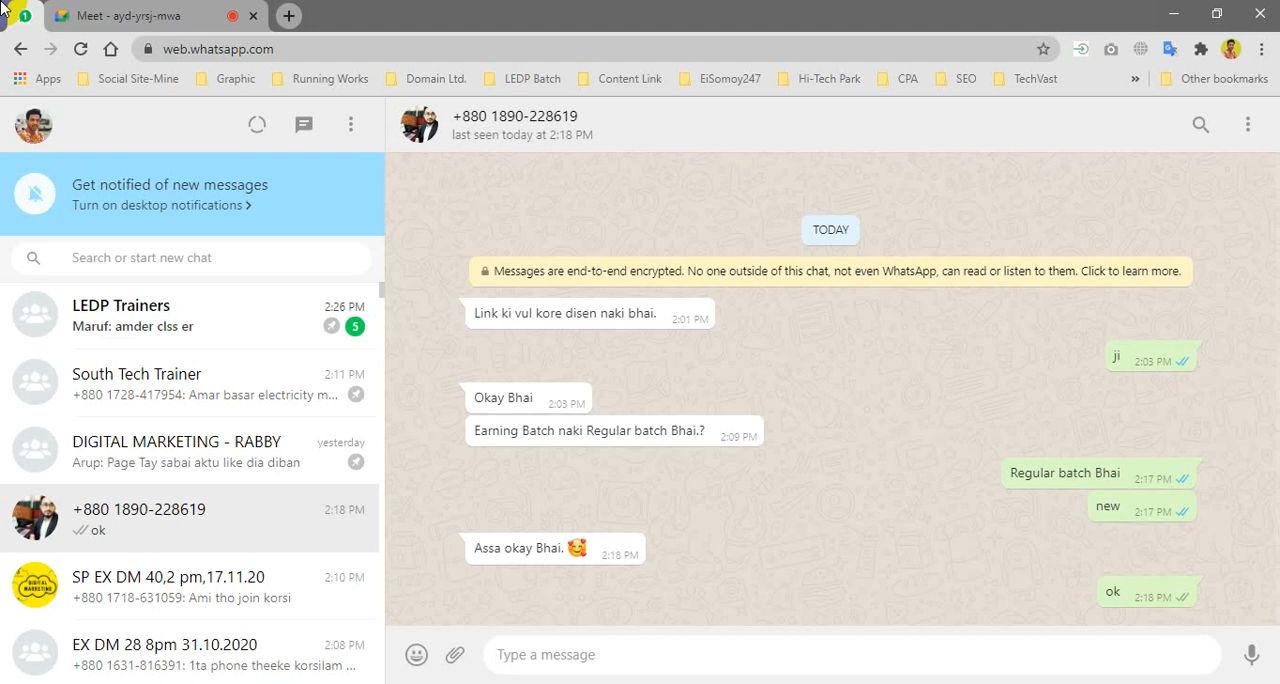 1
Meet - ayd-yrsj-mwa
web.whatsapp.com
Apps
Social Site-Mine
Graphic
Running Works
Domain Ltd.
LEDP Batch
Content Link
EiSomoy247
Hi-Tech Park
CPA
SEO
TechVast
»
Other bookmarks
Get notified of new messages
Turn on desktop notifications >
Search or start new chat
LEDP Trainers
2:26 PM
Maruf: amder clss er
5
South Tech Trainer
2:11 PM
+880 1728-417954: Amar basar electricity m...
DIGITAL MARKETING - RABBY
yesterday
Arup: Page Tay sabai aktu like dia diban
+880 1890-228619
2:18 PM
ok
SP EX DM 40,2 pm,17.11.20
2:10 PM
+880 1718-631059: Ami tho join korsi
EX DM 28 8pm 31.10.2020
2:08 PM
+880 1631-816391: 1ta phone theeke korsilam ...
+880 1890-228619
last seen today at 2:18 PM
TODAY
Messages are end-to-end encrypted. No one outside of this chat, not even WhatsApp, can read or listen to them. Click to learn more.
Link ki vul kore disen naki bhai. 2:01 PM
ji 2:03 PM
Okay Bhai 2:03 PM
Earning Batch naki Regular batch Bhai.? 2:09 PM
Regular batch Bhai 2:17 PM
new 2:17 PM
Assa okay Bhai. 🥰 2:18 PM
ok 2:18 PM
Type a message